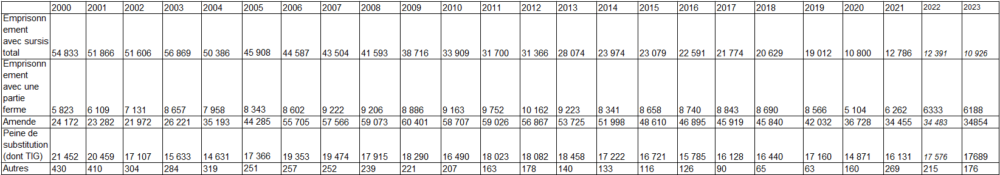 2000 2001 2002 2003 2004 2005 2006 2007 2008 2009 2010 2011 2012 2013 2014 2015 2016 2017 2018 2019 2020 2021 2022 2023
Emprisonn
ement
avec sursis
total 54 833 51 866 51 606 56 869 50 386 45 908 44 587 43 504 41 593 38 716 33 909 31 700 31 366 28 074 23 974 23 079 22 591 21 774 20 629 19 012 10 800 12 786 12 391 10 926
Emprisonn
ement
avec une
partie
ferme 5 823 6 109 7 131 8 657 7 958 8 343 8 602 9 222 9 206 8 886 9 163 9 752 10 162 9 223 8 341 8 658 8 740 8 843 8 690 8 566 5 104 6 262 6333 6188
Amende 24 172 23 282 21 972 26 221 35 193 44 285 55 705 57 566 59 073 60 401 58 707 59 026 56 867 53 725 51 998 48 610 46 895 45 919 45 840 42 032 36 728 34 455 34 483 34854
Peine de
substitution
(dont TIG) 21 452 20 459 17 107 15 633 14 631 17 366 19 353 19 474 17 915 18 290 16 490 18 023 18 082 18 458 17 222 16 721 15 785 16 128 16 440 17 160 14 871 16 131 17 576 17689
Autres 430 410 304 284 319 251 257 252 239 221 207 163 178 140 133 116 126 90 65 63 160 269 215 176